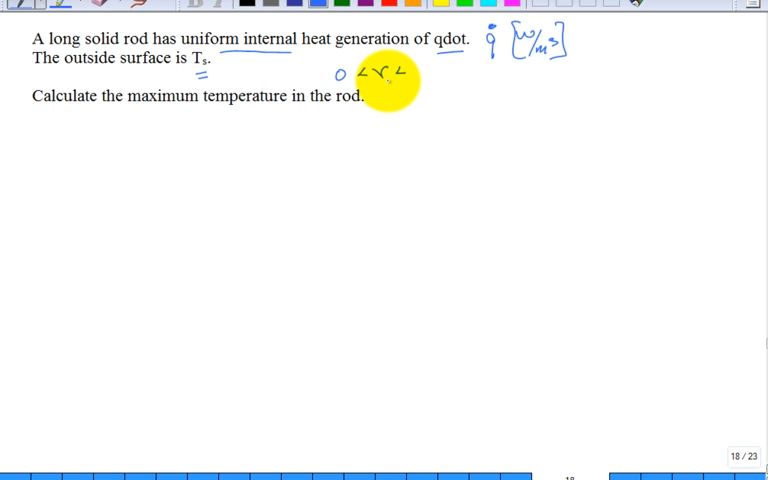 A long solid rod has uniform internal heat generation of qdot. q̇ [W/m³]
The outside surface is Ts.
0 < r <
Calculate the maximum temperature in the rod.
18 / 23